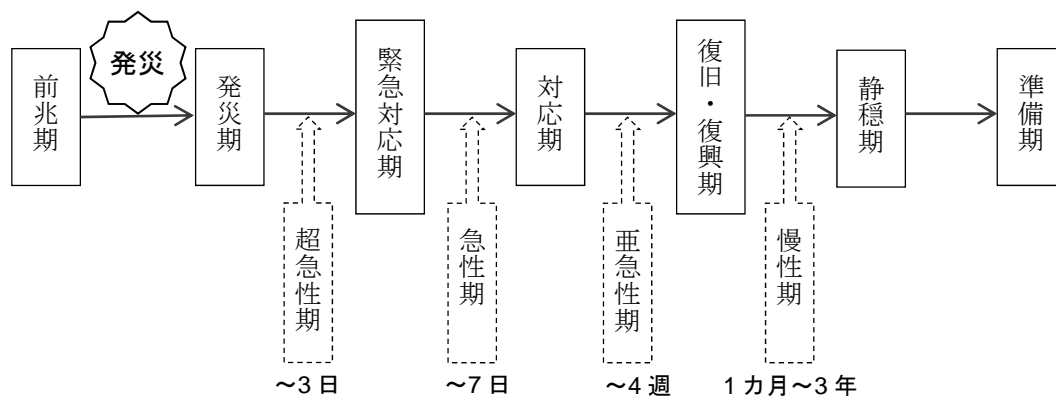 前兆期
発災
発災期
緊急対応期
対応期
復旧・復興期
静穏期
準備期
超急性期
急性期
亜急性期
慢性期
～3日
～7日
～4週
1カ月～3年